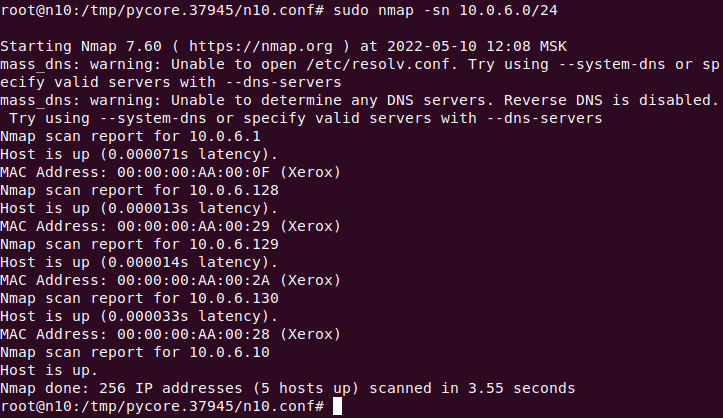 root@n10:/tmp/pycore.37945/n10.conf# sudo nmap -sn 10.0.6.0/24
Starting Nmap 7.60 ( https://nmap.org ) at 2022-05-10 12:08 MSK
mass_dns: warning: Unable to open /etc/resolv.conf. Try using --system-dns or sp
ecify valid servers with --dns-servers
mass_dns: warning: Unable to determine any DNS servers. Reverse DNS is disabled.
 Try using --system-dns or specify valid servers with --dns-servers
Nmap scan report for 10.0.6.1
Host is up (0.000071s latency).
MAC Address: 00:00:00:AA:00:0F (Xerox)
Nmap scan report for 10.0.6.128
Host is up (0.000013s latency).
MAC Address: 00:00:00:AA:00:29 (Xerox)
Nmap scan report for 10.0.6.129
Host is up (0.000014s latency).
MAC Address: 00:00:00:AA:00:2A (Xerox)
Nmap scan report for 10.0.6.130
Host is up (0.000033s latency).
MAC Address: 00:00:00:AA:00:28 (Xerox)
Nmap scan report for 10.0.6.10
Host is up.
Nmap done: 256 IP addresses (5 hosts up) scanned in 3.55 seconds
root@n10:/tmp/pycore.37945/n10.conf#